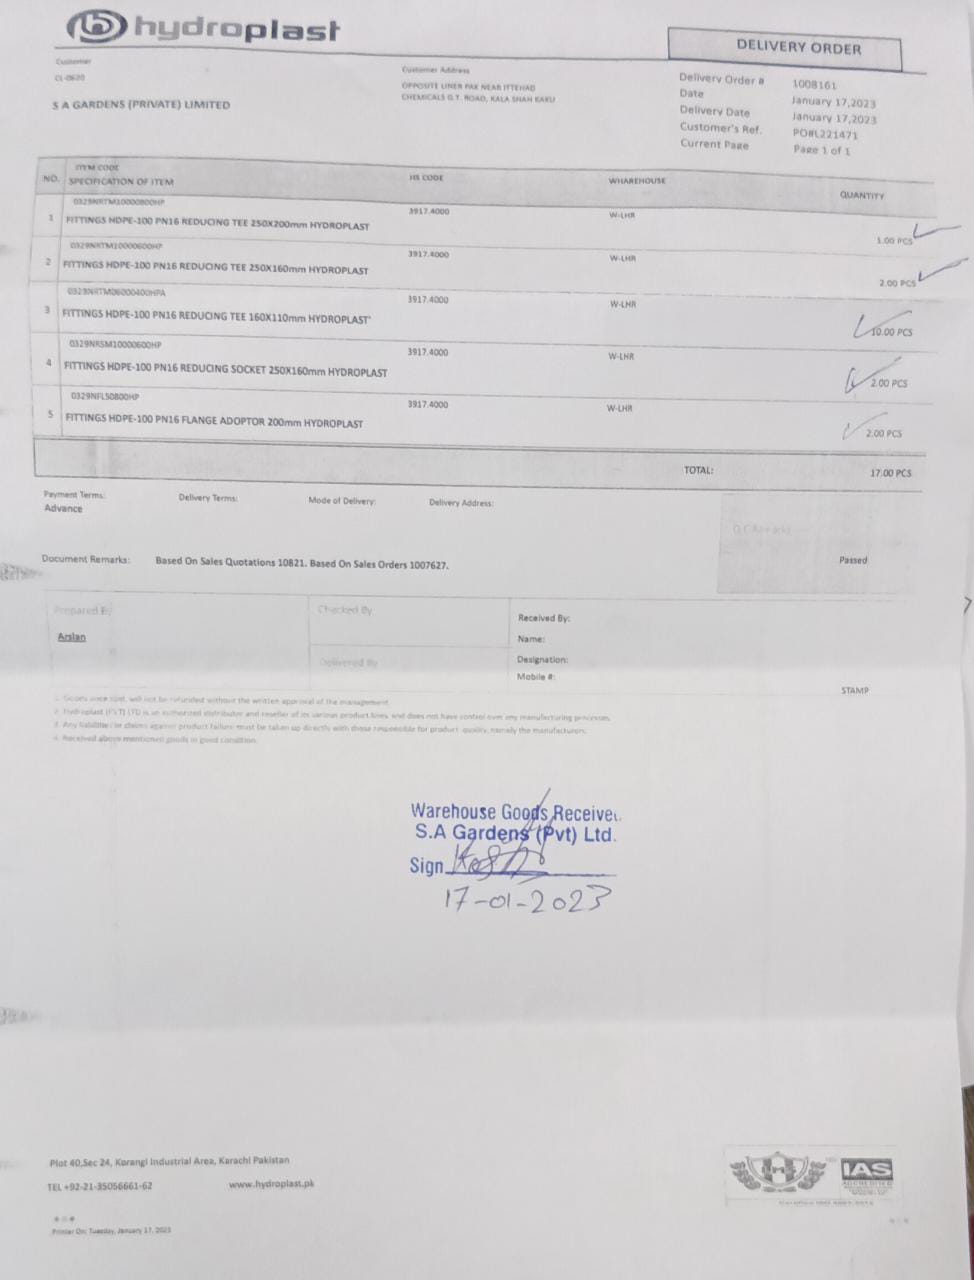 hydroplast
DELIVERY ORDER
Customer
CL-0620
S A GARDENS (PRIVATE) LIMITED
Customer Address
OPPOSITE LINER PAK NEAR ITTEHAD
CHEMICALS G.T. ROAD, KALA SHAH KAKU
Delivery Order # 1008161
Date January 17,2023
Delivery Date January 17,2023
Customer's Ref. PO#L221471
Current Page Page 1 of 1
NO. ITEM CODE
SPECIFICATION OF ITEM HS CODE WHAREHOUSE QUANTITY
0329NRTM10000800HP 3917.4000 W-LHR
1 FITTINGS HDPE-100 PN16 REDUCING TEE 250X200mm HYDROPLAST 1.00 PCS
0329NRTM10000600HP 3917.4000 W-LHR
2 FITTINGS HDPE-100 PN16 REDUCING TEE 250X160mm HYDROPLAST 2.00 PCS
0329NRTM06000400HPA 3917.4000 W-LHR
3 FITTINGS HDPE-100 PN16 REDUCING TEE 160X110mm HYDROPLAST' 10.00 PCS
0329NRSM10000600HP 3917.4000 W-LHR
4 FITTINGS HDPE-100 PN16 REDUCING SOCKET 250X160mm HYDROPLAST 2.00 PCS
0329NFLS0800HP 3917.4000 W-LHR
5 FITTINGS HDPE-100 PN16 FLANGE ADOPTOR 200mm HYDROPLAST 2.00 PCS
TOTAL: 17.00 PCS
Payment Terms: Delivery Terms: Mode of Delivery: Delivery Address:
Advance
Passed
Document Remarks: Based On Sales Quotations 10821. Based On Sales Orders 1007627.
Prepared By Checked By Received By:
Arslan Name:
Delivered By Designation:
Mobile #:
STAMP
1. Goods once sold, will not be refunded without the written approval of the management.
2. Hydroplast (PVT) LTD is an authorized distributor and reseller of its various product lines, and does not have control over any manufacturing processes.
3. Any liabilities or claims against product failure must be taken up directly with those responsible for product quality, namely the manufacturers.
4. Received above mentioned goods in good condition.
Warehouse Goods Receiver
S.A Gardens (Pvt) Ltd.
Sign
17-01-2023
Plot 40,Sec 24, Korangi Industrial Area, Karachi Pakistan
TEL +92-21-35056661-62 www.hydroplast.pk
IAS
ACCREDITED
Printer On: Tuesday, January 17, 2023